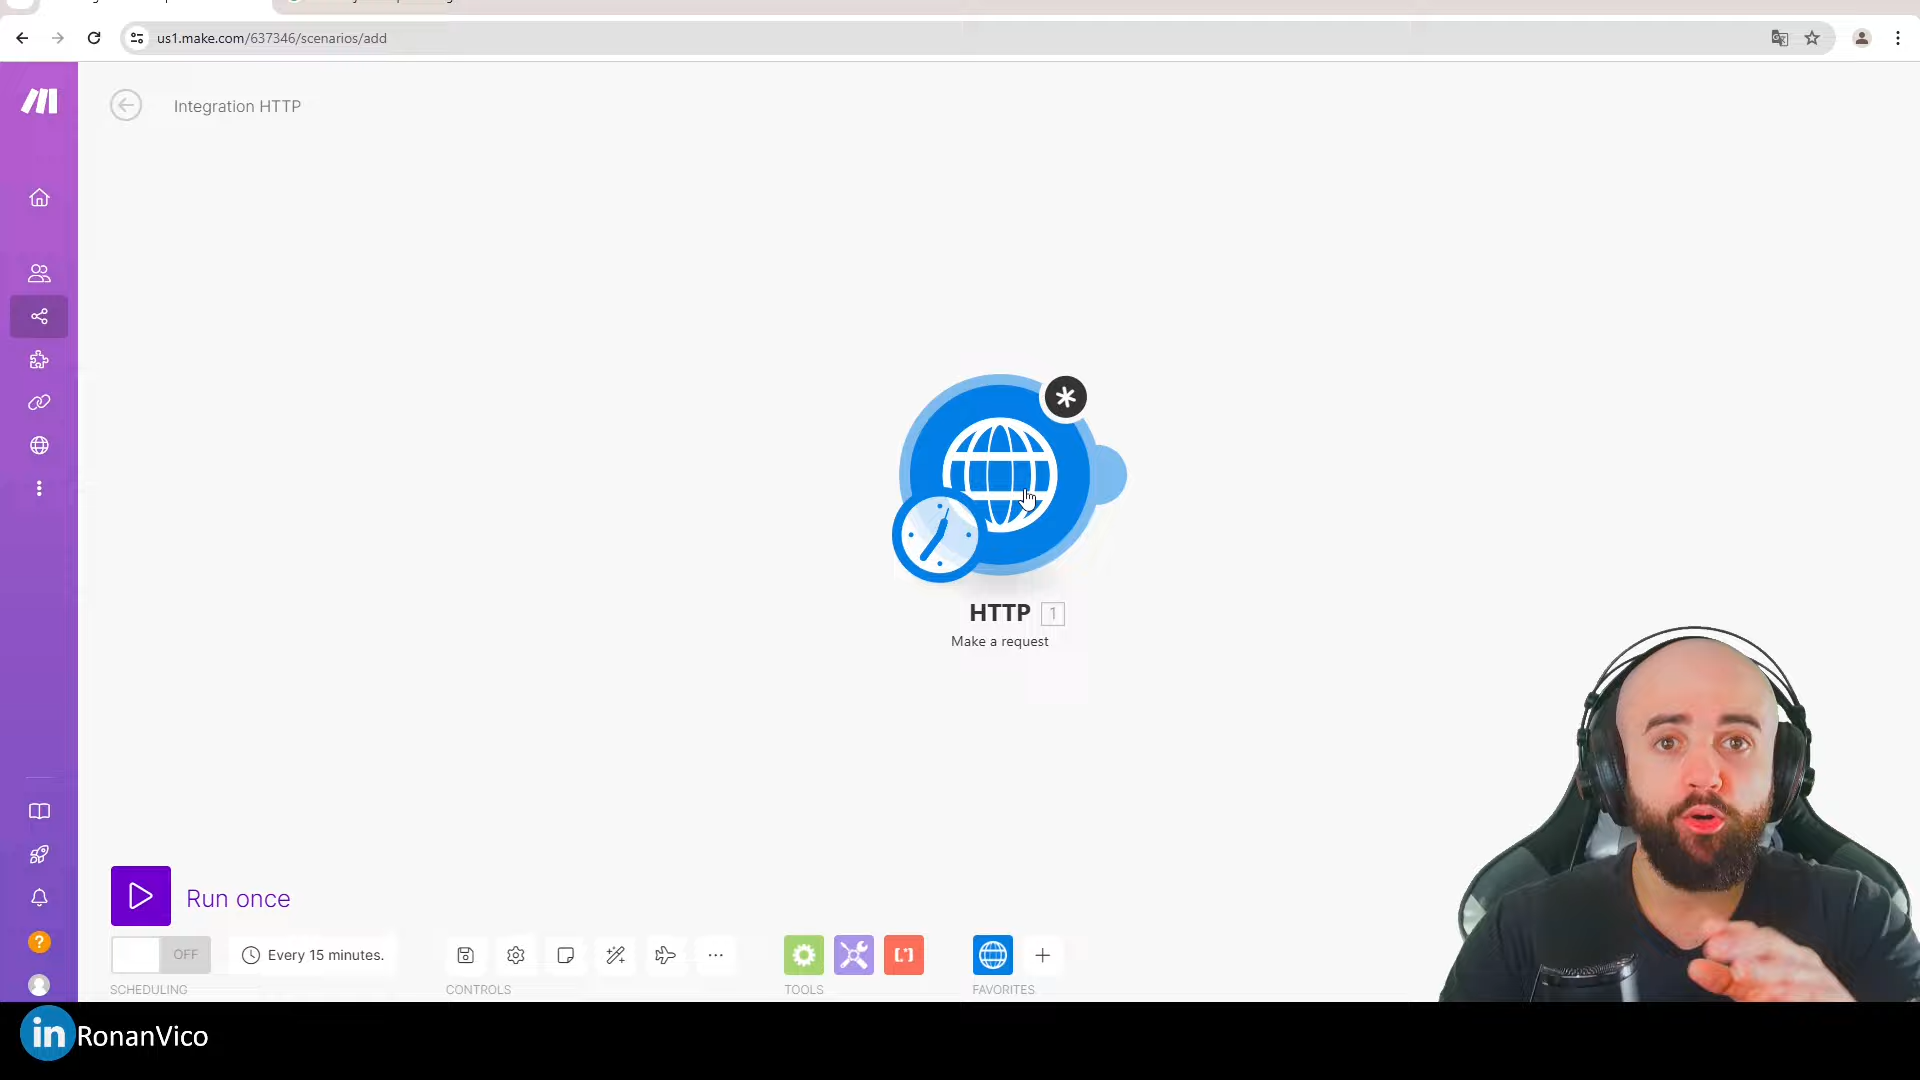 us1.make.com/637346/scenarios/add
Integration HTTP
HTTP 1
Make a request
Run once
OFF
Every 15 minutes.
SCHEDULING
CONTROLS
TOOLS
FAVORITES
in RonanVico